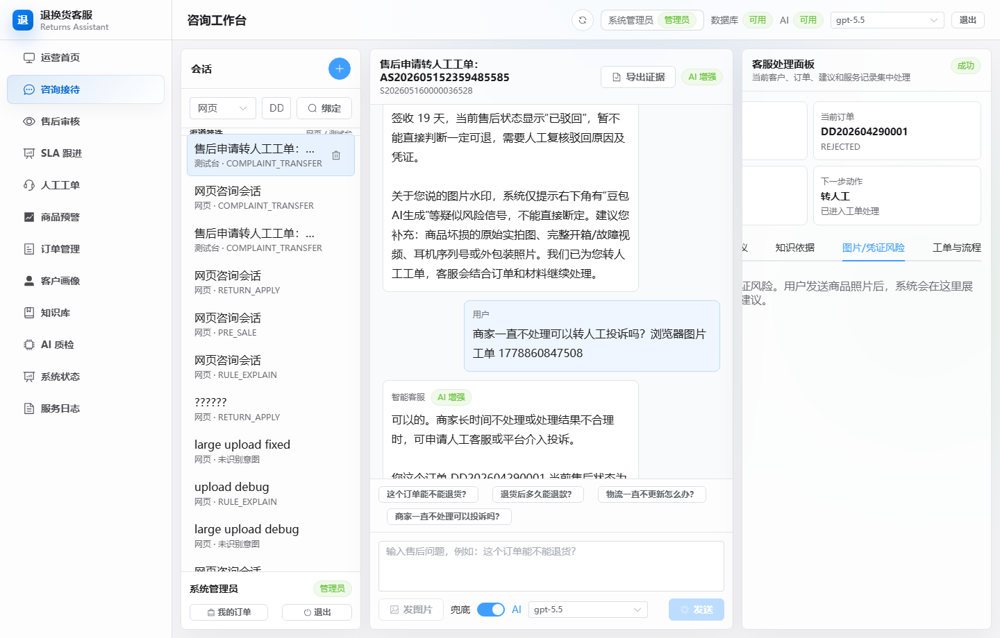 退
退换货客服
Returns Assistant
运营首页
咨询接待
售后审核
SLA 跟进
人工工单
商品预警
订单管理
客户画像
知识库
AI 质检
系统状态
服务日志
咨询工作台
系统管理员 管理员
数据库 可用
AI 可用
gpt-5.5
退出
会话
网页
DD
绑定
渠道筛选
网页 / 测试台
售后申请转人工工单：...
测试台 · COMPLAINT_TRANSFER
网页咨询会话
网页 · COMPLAINT_TRANSFER
售后申请转人工工单：...
测试台 · COMPLAINT_TRANSFER
网页咨询会话
网页 · RETURN_APPLY
网页咨询会话
网页 · PRE_SALE
网页咨询会话
网页 · RULE_EXPLAIN
??????
网页 · RETURN_APPLY
large upload fixed
网页 · 未识别意图
upload debug
网页 · RULE_EXPLAIN
large upload debug
网页 · 未识别意图
网页咨询会话
系统管理员
管理员
我的订单
退出
售后申请转人工工单：
AS202605152359485585
S202605160000036528
导出证据
AI 增强
签收 19 天，当前售后状态显示“已驳回”，暂不
能直接判断一定可退，需要人工复核驳回原因及
凭证。
关于您说的图片水印，系统仅提示右下角有“豆包
AI生成”等疑似风险信号，不能直接断定。建议您
补充：商品坏损的原始实拍图、完整开箱/故障视
频、耳机序列号或外包装照片。我们已为您转人
工工单，客服会结合订单和材料继续处理。
用户
商家一直不处理可以转人工投诉吗？浏览器图片
工单 1778860847508
智能客服
AI 增强
可以的。商家长时间不处理或处理结果不合理
时，可申请人工客服或平台介入投诉。
您这个订单 DD202604290001 当前售后状态为
这个订单能不能退货？
退货后多久能退款？
物流一直不更新怎么办？
商家一直不处理可以投诉吗？
输入售后问题，例如：这个订单能不能退货？
发图片
兜底
AI
gpt-5.5
发送
客服处理面板
当前客户、订单、建议和服务记录集中处理
成功
当前订单
DD202604290001
REJECTED
下一步动作
转人工
已进入工单处理
议
知识依据
图片/凭证风险
工单与流程
证风险。用户发送商品照片后，系统会在这里展
建议。